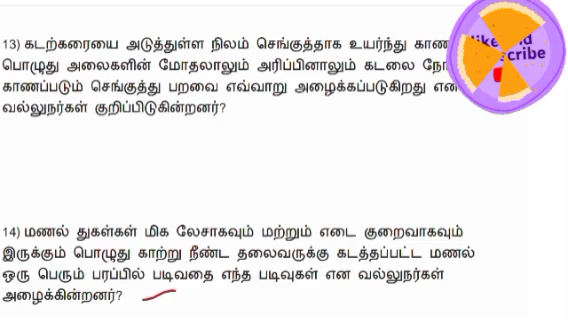 13) கடற்கரையை அடுத்துள்ள நிலம் செங்குத்தாக உயர்ந்து
பொழுது அலைகளின் மோதலாலும் அரிப்பினாலும் கடலை
காணப்படும் செங்குத்து பறவை எவ்வாறு அழைக்கப்படுகிறது
வல்லுநர்கள் குறிப்பிடுகின்றனர்?
14) மணல் துகள்கள் மிக லேசாகவும் மற்றும் எடை குறைவாகவும்
இருக்கும் பொழுது காற்று நீண்ட தலைவருக்கு கடத்தப்பட்ட மணல்
ஒரு பெரும் பரப்பில் படிவதை எந்த படிவுகள் என வல்லுநர்கள்
அழைக்கின்றனர்?